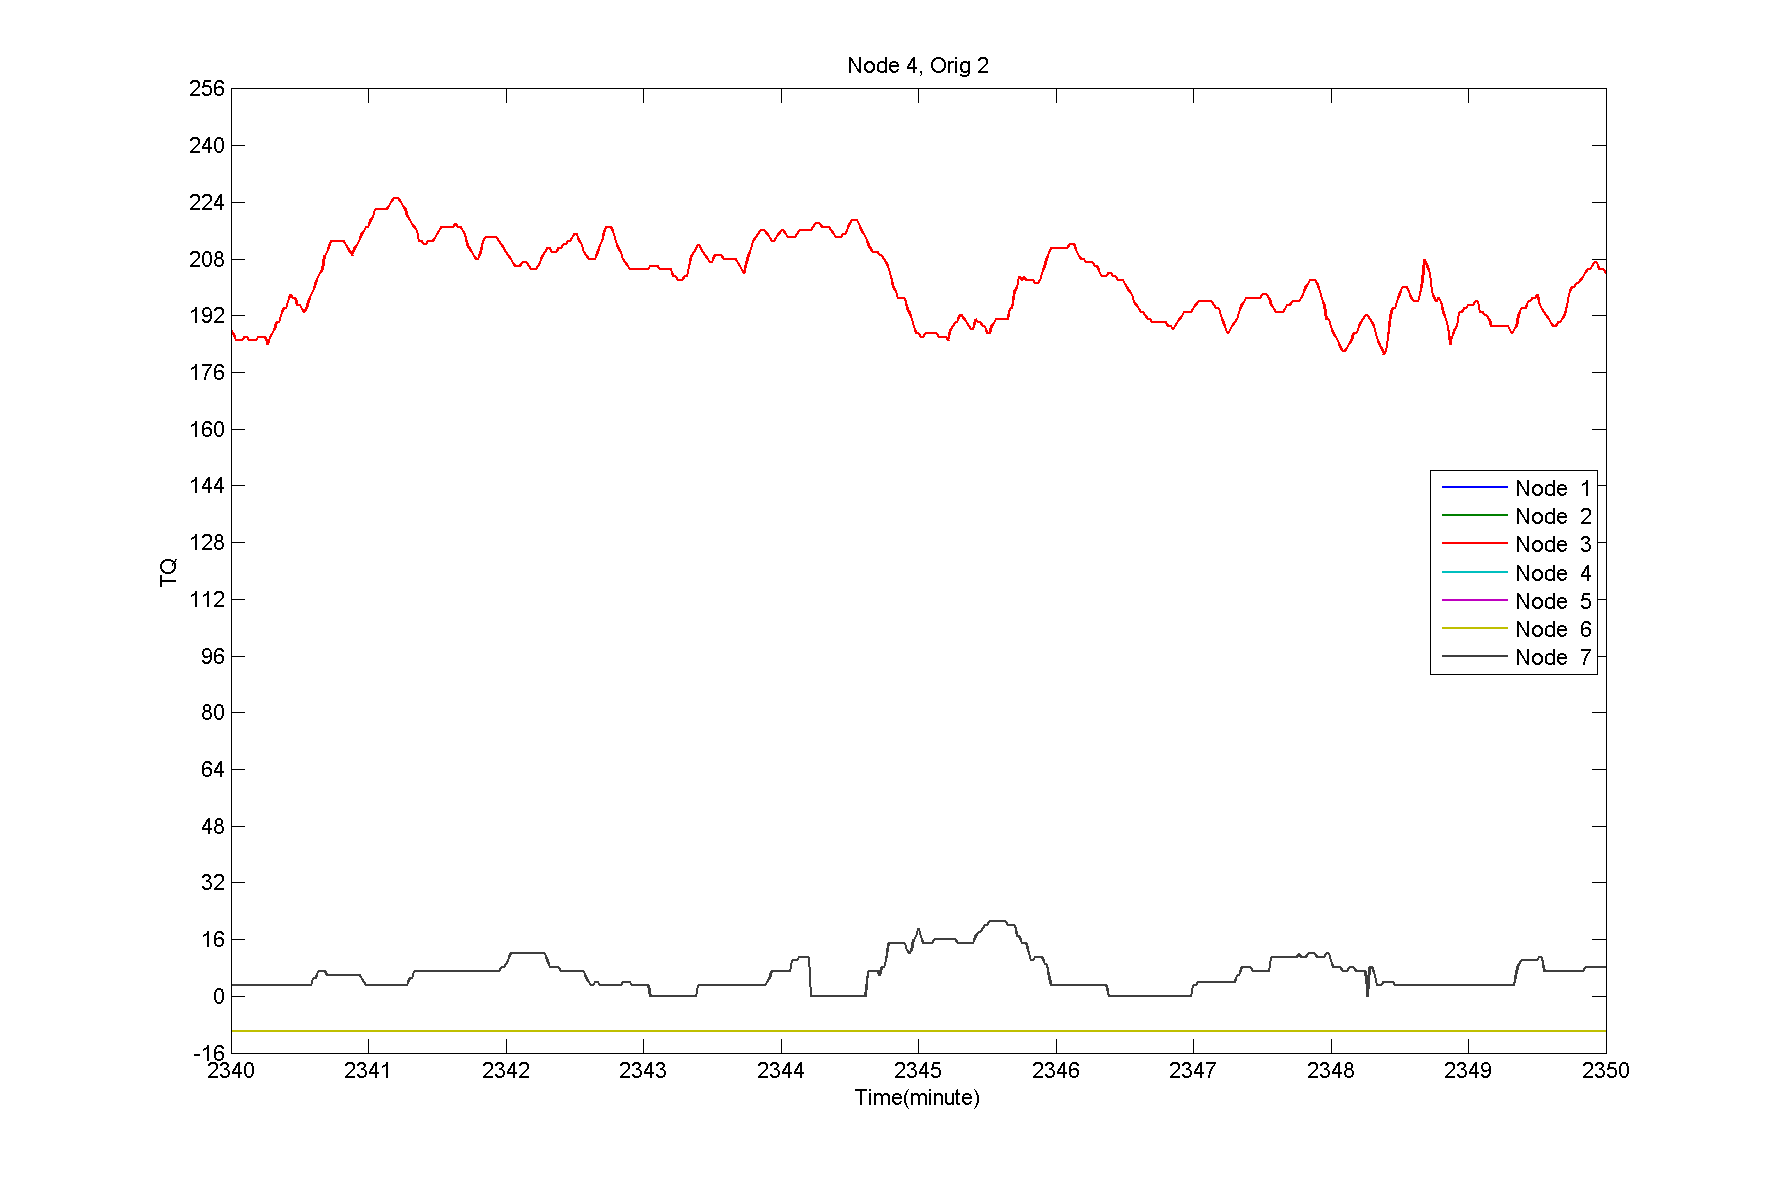 Node 4, Orig 2
256
240
224
208
192
176
160
144
128
112
96
80
64
48
32
16
0
-16
TQ
Node 1
Node 2
Node 3
Node 4
Node 5
Node 6
Node 7
2340 2341 2342 2343 2344 2345 2346 2347 2348 2349 2350
Time(minute)